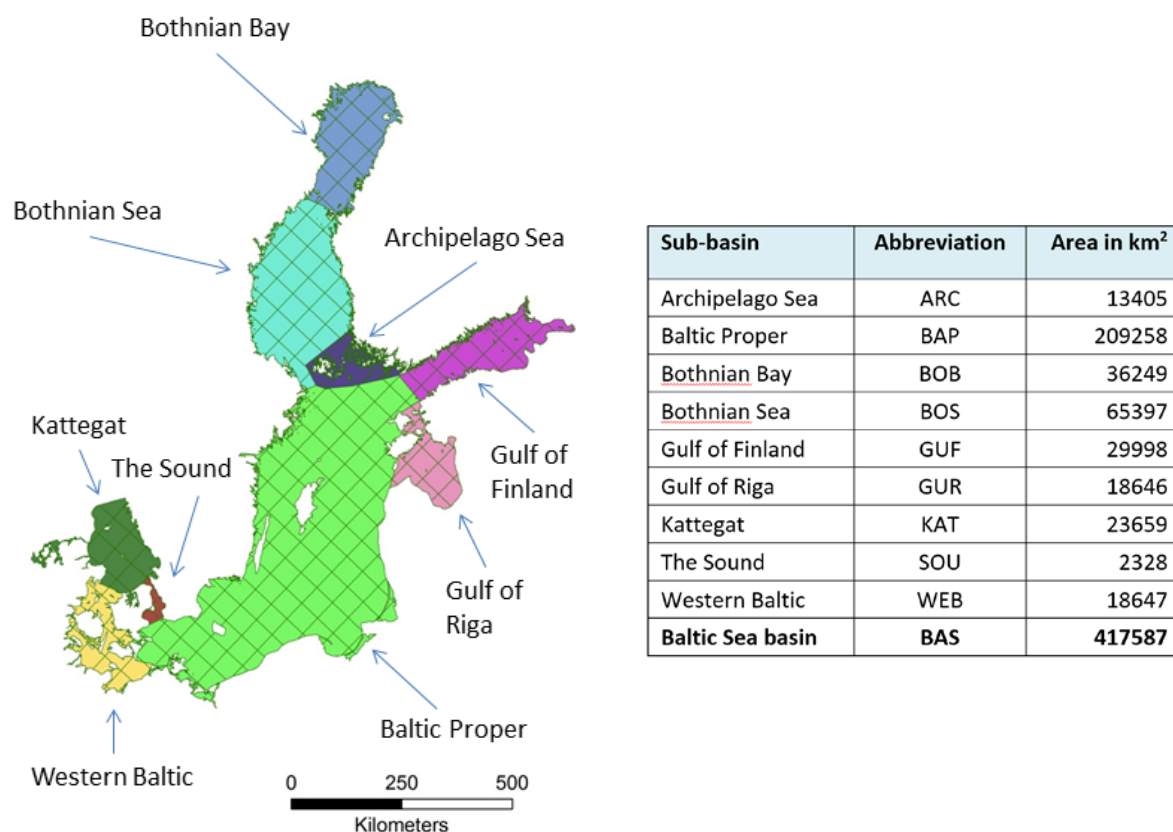 Bothnian Bay
Bothnian Sea
Archipelago Sea
Kattegat
The Sound
Gulf of
Finland
Gulf of
Riga
Baltic Proper
Western Baltic
0 250 500
Kilometers
Sub-basin Abbreviation Area in km²
Archipelago Sea ARC 13405
Baltic Proper BAP 209258
Bothnian Bay BOB 36249
Bothnian Sea BOS 65397
Gulf of Finland GUF 29998
Gulf of Riga GUR 18646
Kattegat KAT 23659
The Sound SOU 2328
Western Baltic WEB 18647
Baltic Sea basin BAS 417587